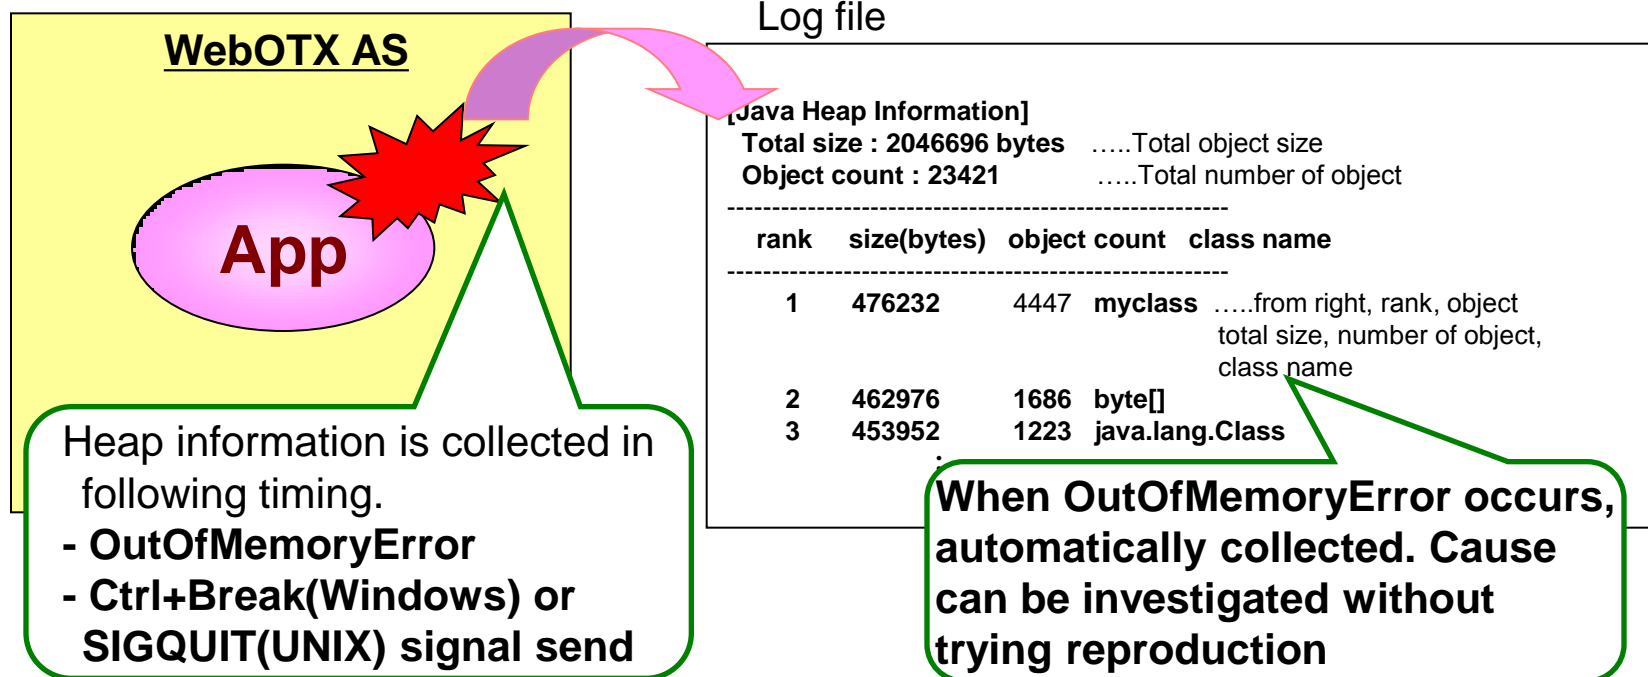 Log file
WebOTX AS
App
[Java Heap Information]
Total size : 2046696 bytes …..Total object size
Object count : 23421 …..Total number of object
--------------------------------------------------------
rank size(bytes) object count class name
--------------------------------------------------------
1 476232 4447 myclass …..from right, rank, object
total size, number of object,
class name
2 462976 1686 byte[]
3 453952 1223 java.lang.Class
:
Heap information is collected in
following timing.
- OutOfMemoryError
- Ctrl+Break(Windows) or
SIGQUIT(UNIX) signal send
When OutOfMemoryError occurs,
automatically collected. Cause
can be investigated without
trying reproduction